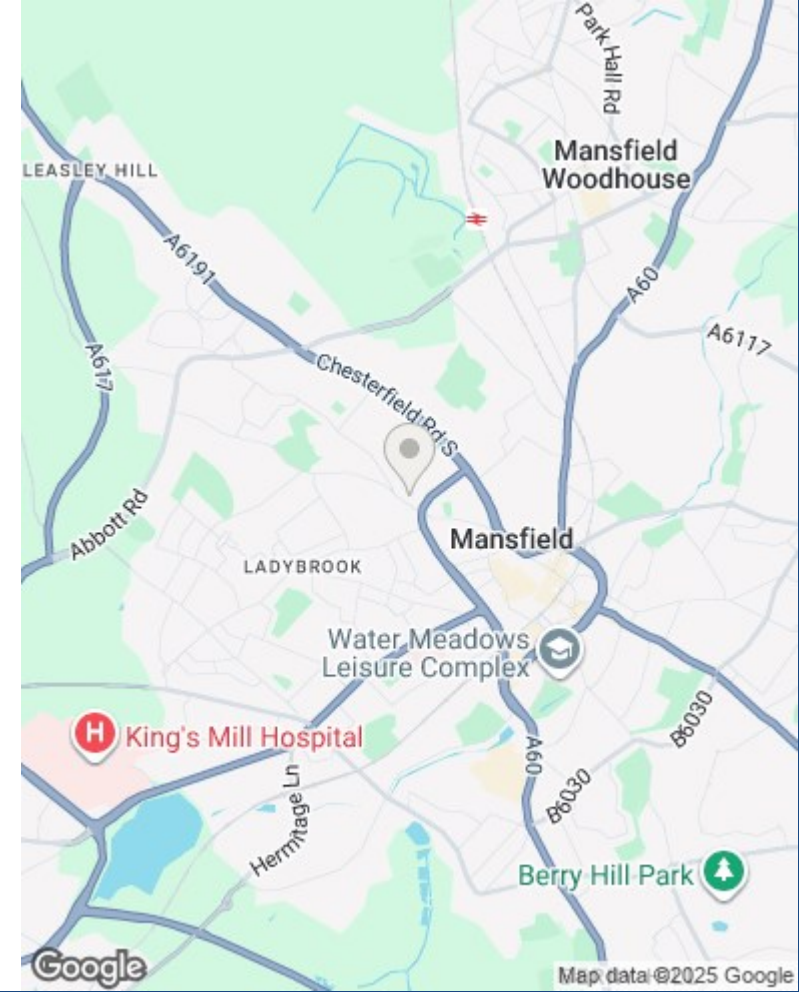 Park Hall Rd
Mansfield
Woodhouse
LEASLEY HILL
A6191
A60
A6117
A617
Chesterfield Rd S
Abbott Rd
Mansfield
LADYBROOK
Water Meadows
Leisure Complex
H
King's Mill Hospital
B6030
A60
B6030
Hermitage Ln
Berry Hill Park
Google
Map data ©2025 Google